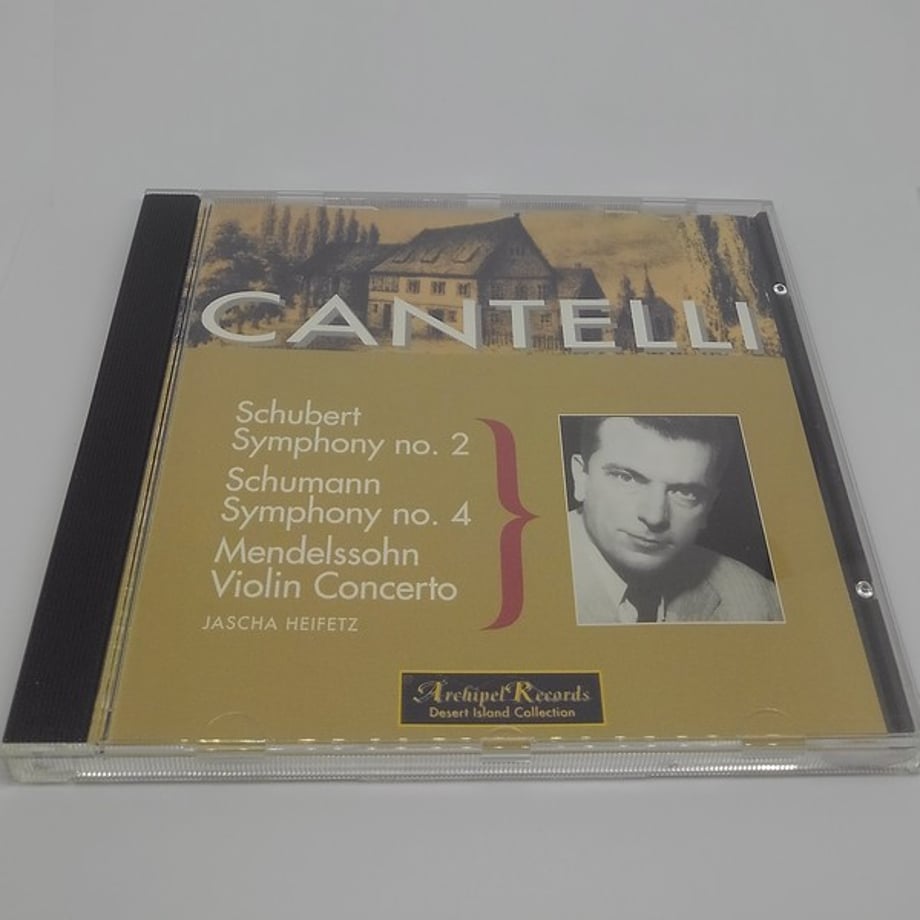 CANTELLI
Schubert
Symphony no. 2
Schumann
Symphony no. 4
Mendelssohn
Violin Concerto
JASCHA HEIFETZ
Archipel Records
Desert Island Collection